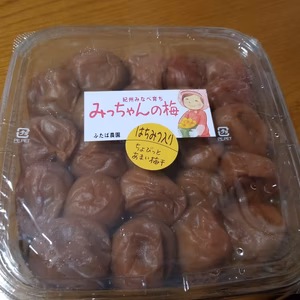 紀州みなべ育ち
みっちゃんの梅
ふたば農園
はちみつ入り
ちょびっと
あまい梅干